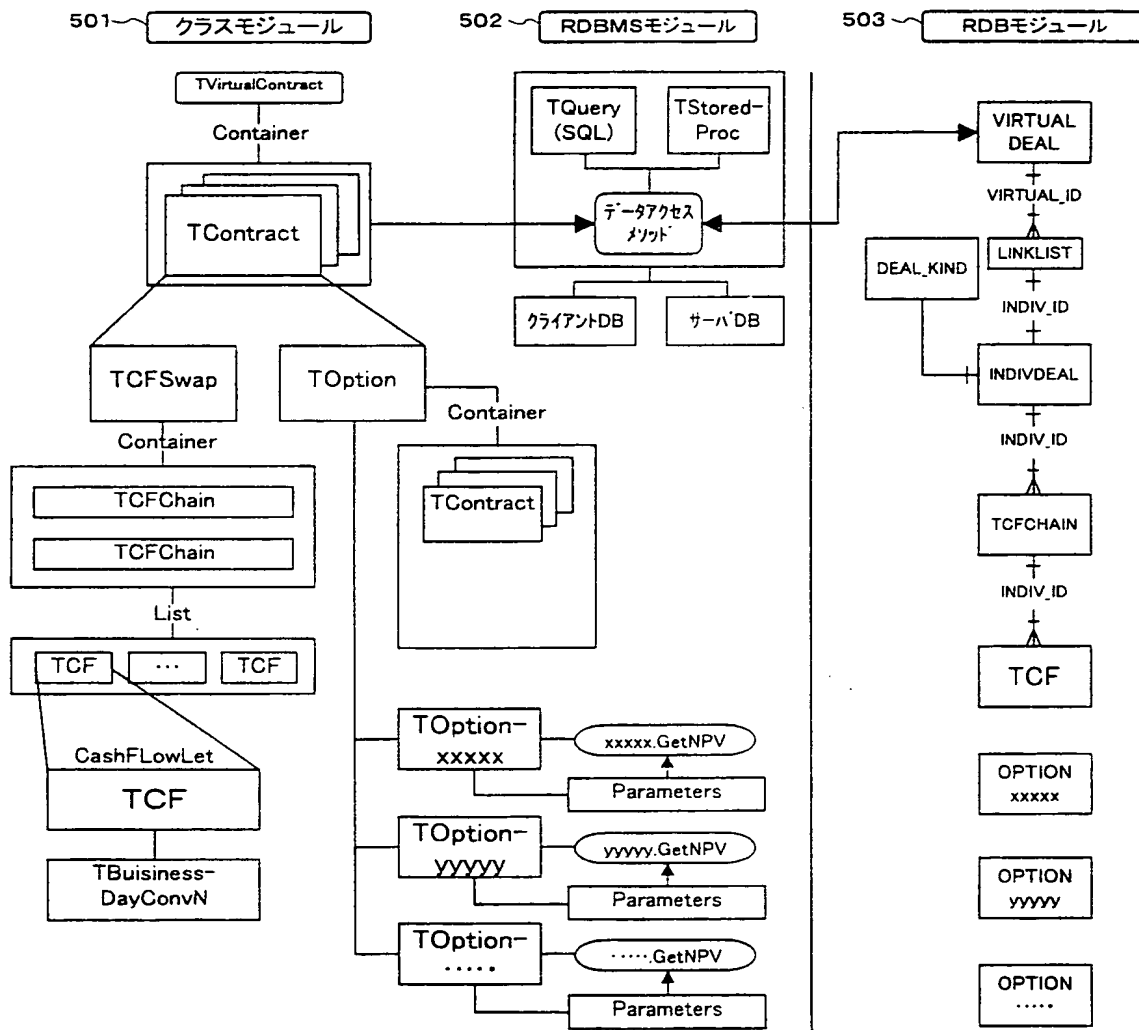 501
クラスモジュール
502
RDBMSモジュール
503
RDBモジュール
TVirtualContract
Container
TContract
TQuery
(SQL)
TStored-
Proc
データアクセス
メソッド
クライアントDB
サーバDB
VIRTUAL
DEAL
VIRTUAL_ID
LINKLIST
DEAL_KIND
INDIV_ID
INDIVDEAL
INDIV_ID
TCFCHAIN
INDIV_ID
TCF
TCFSwap
TOption
Container
Container
TCFChain
TCFChain
TContract
List
TCF
...
TCF
CashFLowLet
TCF
TBuisiness-
DayConvN
TOption-
xxxxx
xxxxx.GetNPV
Parameters
TOption-
yyyyy
yyyyy.GetNPV
Parameters
TOption-
·····
·····.GetNPV
Parameters
OPTION
xxxxx
OPTION
yyyyy
OPTION
·····